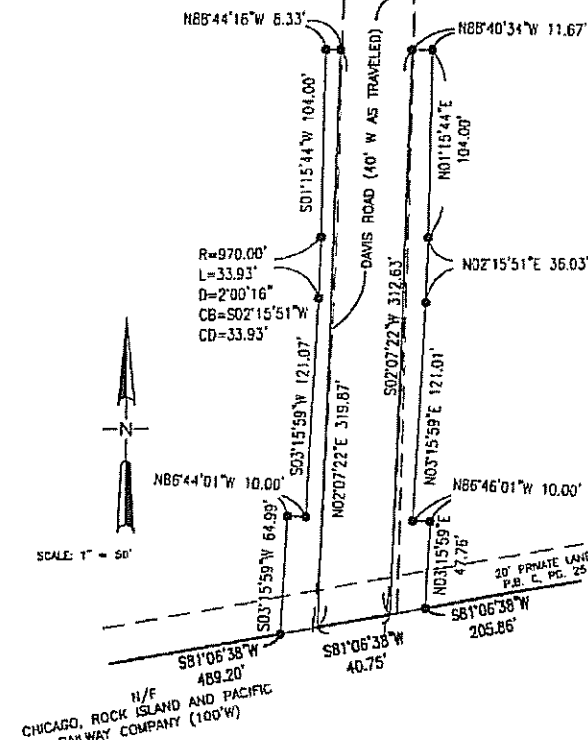 N88°44'16"W 8.33'
N88°40'34"W 11.67'
S01°15'44"W 104.00'
DAVIS ROAD (40' W AS TRAVELED)
N01°15'44"E
104.00'
R=970.00'
L=33.93'
D=2°00'16"
CB=S02°15'51"W
CD=33.93'
N02°15'51"E 36.03'
S03°15'59"W 121.07'
N02°07'22"E 319.87'
S02°07'22"W 312.63'
N03°15'59"E 121.01'
N
SCALE: 1" = 50'
N86°44'01"W 10.00'
N86°46'01"W 10.00'
S03°15'59"W 64.99'
N03°15'59"E
47.76'
20' PRIVATE LANE
P.B. C, PG. 25
S81°06'38"W
489.20'
S81°06'38"W
40.75'
S81°06'38"W
205.86'
N/F
CHICAGO, ROCK ISLAND AND PACIFIC
COMPANY (100'W)